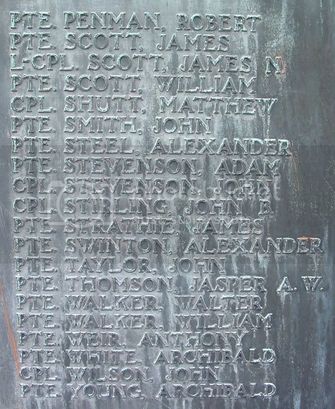 PTE. PENMAN, ROBERT
PTE. SCOTT, JAMES
L-CPL. SCOTT, JAMES N.
PTE. SCOTT, WILLIAM
CPL. SHUTT, MATTHEW
PTE. SMITH, JOHN
PTE. STEEL, ALEXANDER
PTE. STEVENSON, ADAM
CPL. STEVENSON, JOHN
CPL. STIRLING, JOHN B.
PTE. STRATHIE, JAMES
PTE. SWINTON, ALEXANDER
PTE. TAYLOR, JOHN
PTE. THOMSON, JASPER A. W.
PTE. WALKER, WALTER
PTE. WALKER, WILLIAM
PTE. WEIR, ANTHONY
PTE. WHITE, ARCHIBALD
CPL. WILSON, JOHN
PTE. YOUNG, ARCHIBALD